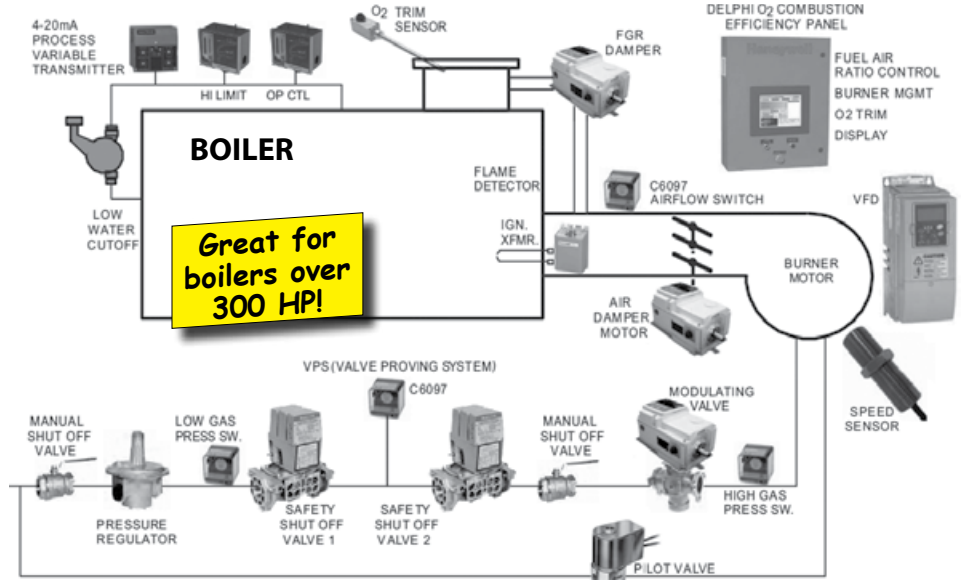 4-20mA
PROCESS
VARIABLE
TRANSMITTER
HI LIMIT
OP CTL
O2 TRIM
SENSOR
FGR
DAMPER
DELPHI O2 COMBUSTION
EFFICIENCY PANEL
Honeywell
FUEL AIR
RATIO CONTROL
BURNER MGMT
O2 TRIM
DISPLAY
BOILER
LOW
WATER
CUTOFF
Great for
boilers over
300 HP!
FLAME
DETECTOR
IGN.
XFMR.
C6097
AIRFLOW SWITCH
VFD
BURNER
MOTOR
AIR
DAMPER
MOTOR
SPEED
SENSOR
VPS (VALVE PROVING SYSTEM)
C6097
MANUAL
SHUT OFF
VALVE
PRESSURE
REGULATOR
LOW GAS
PRESS SW.
SAFETY
SHUT OFF
VALVE 1
SAFETY
SHUT OFF
VALVE 2
MANUAL
SHUT OFF
VALVE
MODULATING
VALVE
HIGH GAS
PRESS SW.
PILOT VALVE